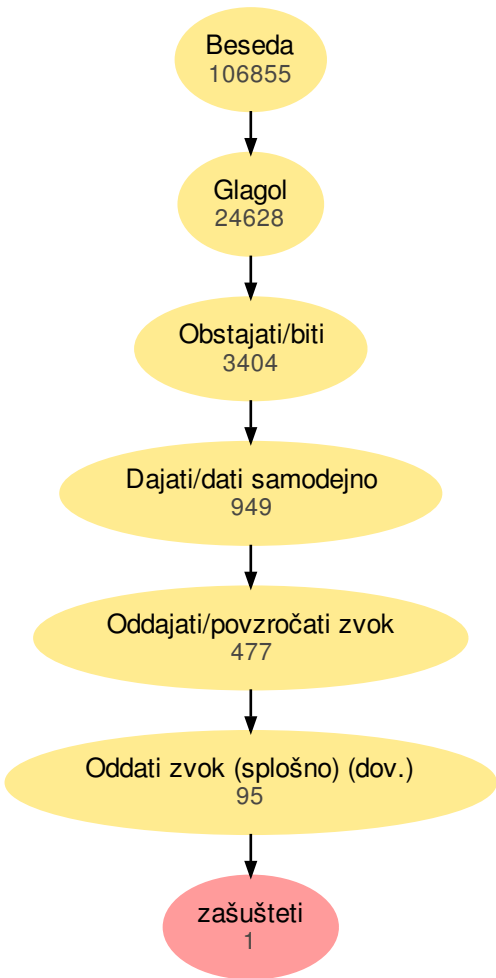 Beseda
106855
Glagol
24628
Obstajati/biti
3404
Dajati/dati samodejno
949
Oddajati/povzročati zvok
477
Oddati zvok (splošno) (dov.)
95
zašušteti
1